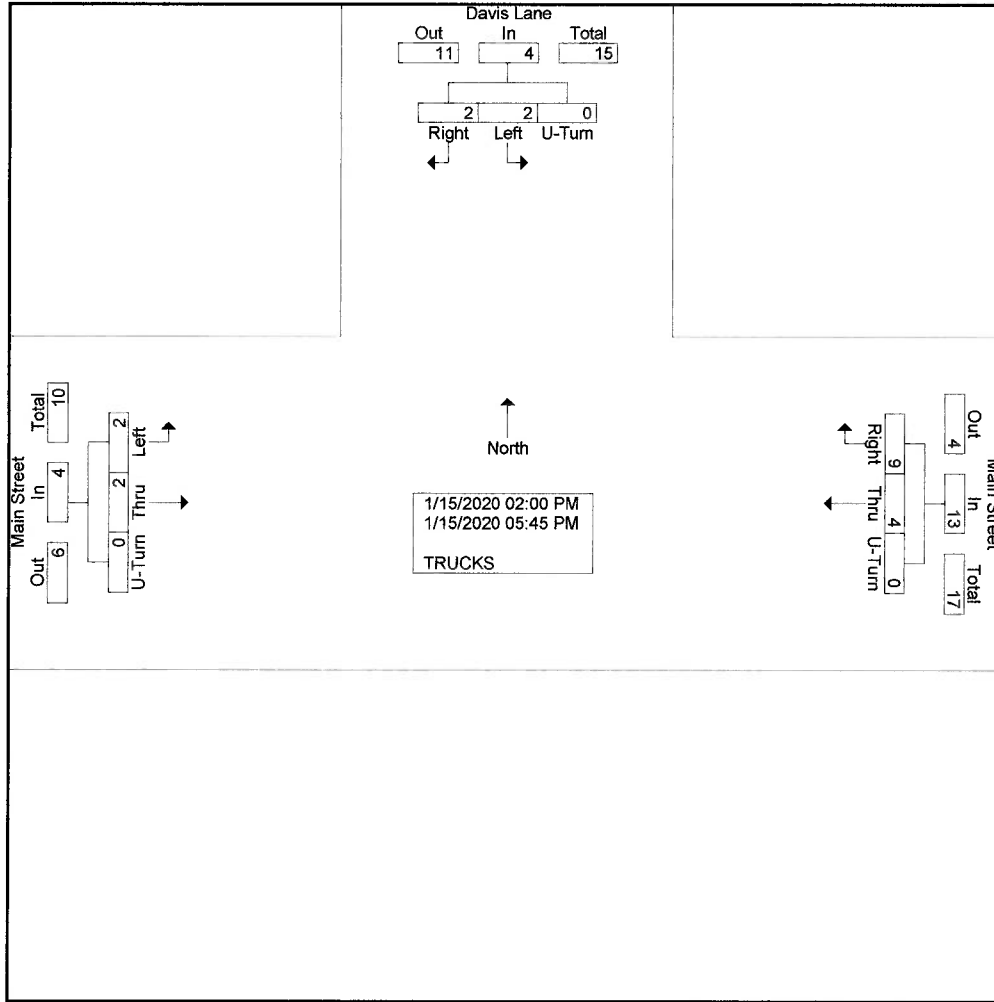 Davis Lane
Out In Total
11 4 15
2 2 0
Right Left U-Turn
Main Street
Total In Out
10 4 6
2 2 0
Left Thru U-Turn
North
1/15/2020 02:00 PM
1/15/2020 05:45 PM
TRUCKS
Right Thru U-Turn
9 4 0
Out In Total
4 13 17
Main Street